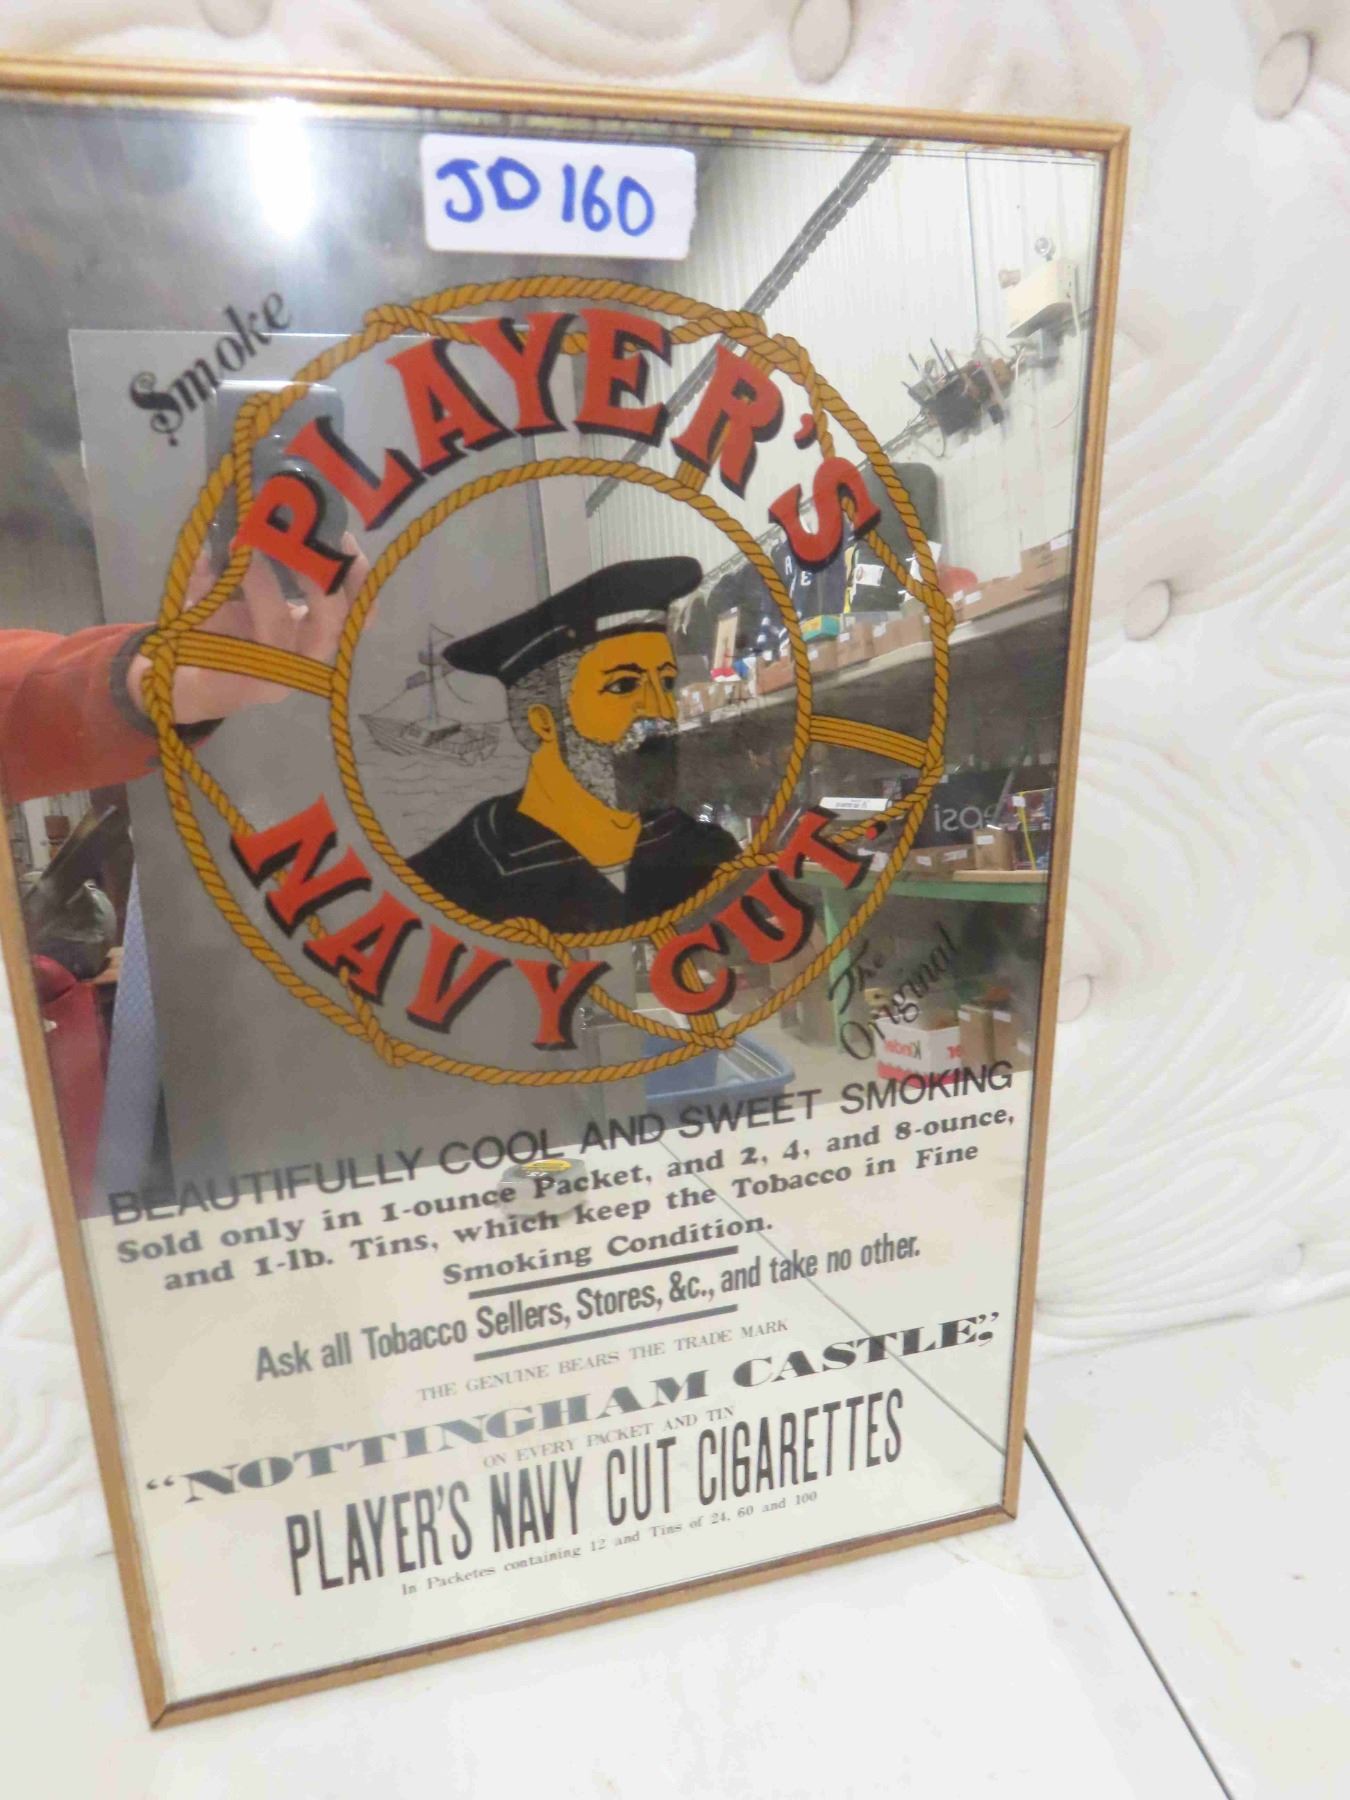 JD 160
Smoke
PLAYER'S
NAVY CUT.
The
Original
BEAUTIFULLY COOL AND SWEET SMOKING
Sold only in 1-ounce Packet, and 2, 4, and 8-ounce,
and 1-lb. Tins, which keep the Tobacco in Fine
Smoking Condition.
Ask all Tobacco Sellers, Stores, &c., and take no other.
THE GENUINE BEARS THE TRADE MARK
“NOTTINGHAM CASTLE,”
ON EVERY PACKET AND TIN
PLAYER'S NAVY CUT CIGARETTES
In Packetes containing 12 and Tins of 24, 60 and 100